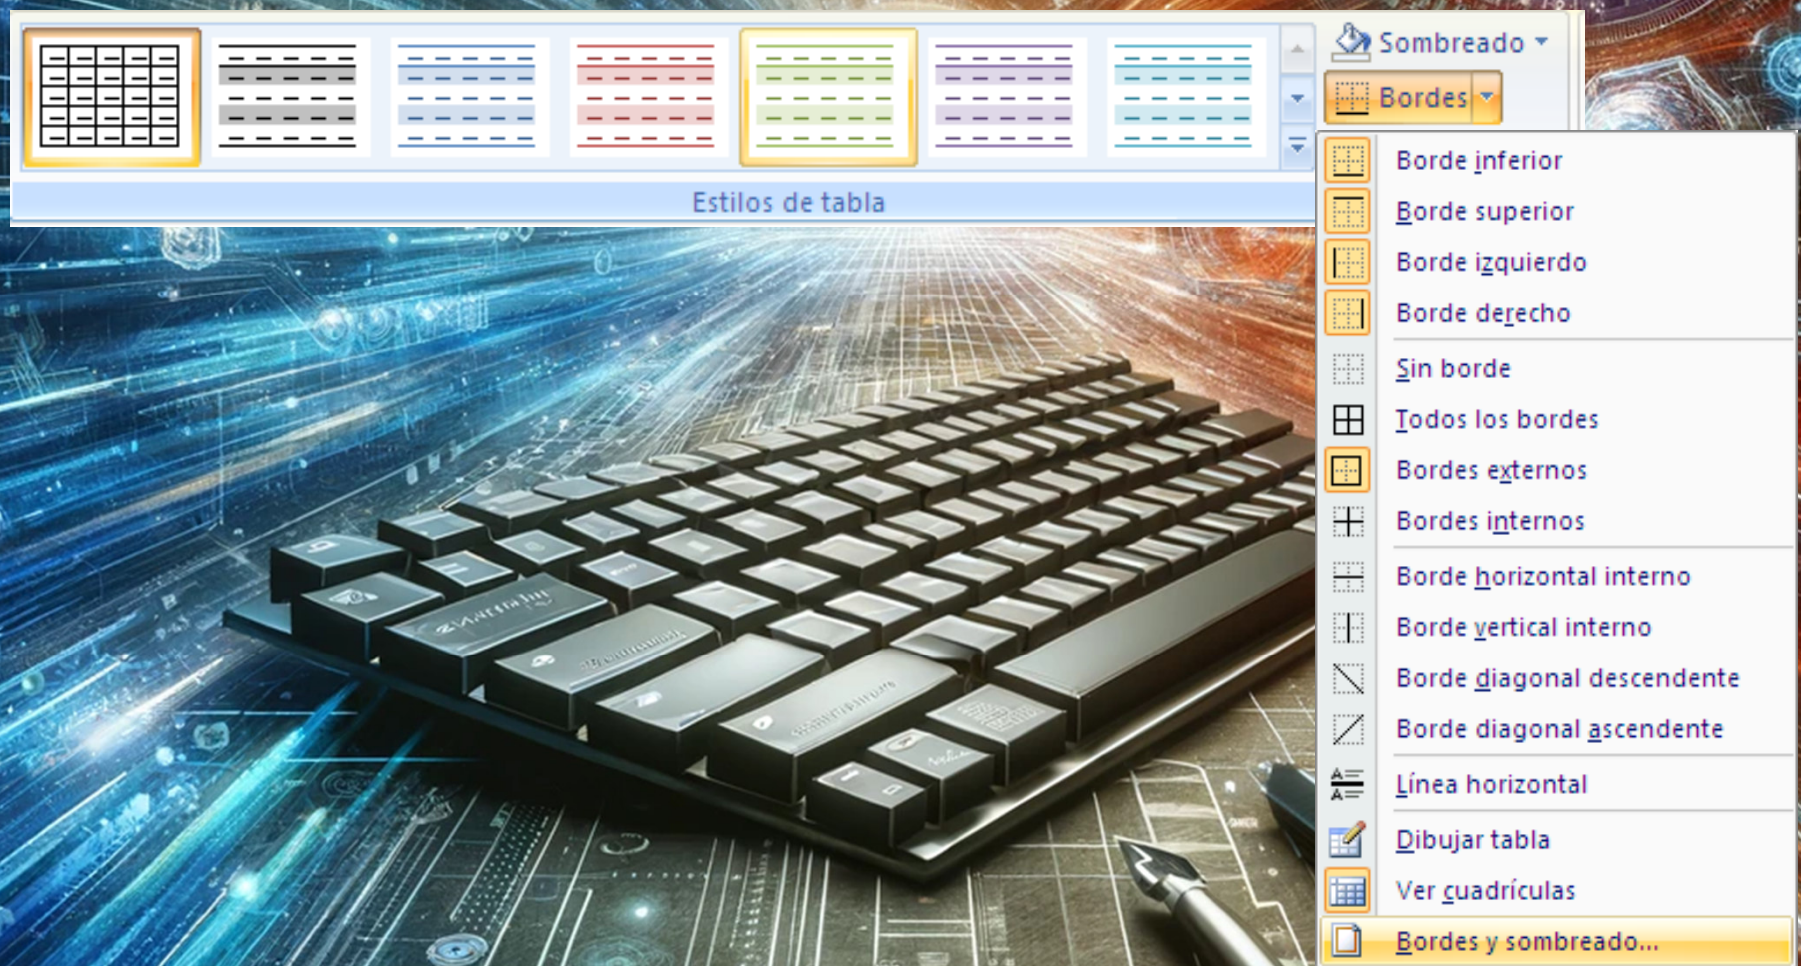 Sombreado
Bordes
Estilos de tabla
Borde inferior
Borde superior
Borde izquierdo
Borde derecho
Sin borde
Todos los bordes
Bordes externos
Bordes internos
Borde horizontal interno
Borde vertical interno
Borde diagonal descendente
Borde diagonal ascendente
Línea horizontal
Dibujar tabla
Ver cuadrículas
Bordes y sombreado...